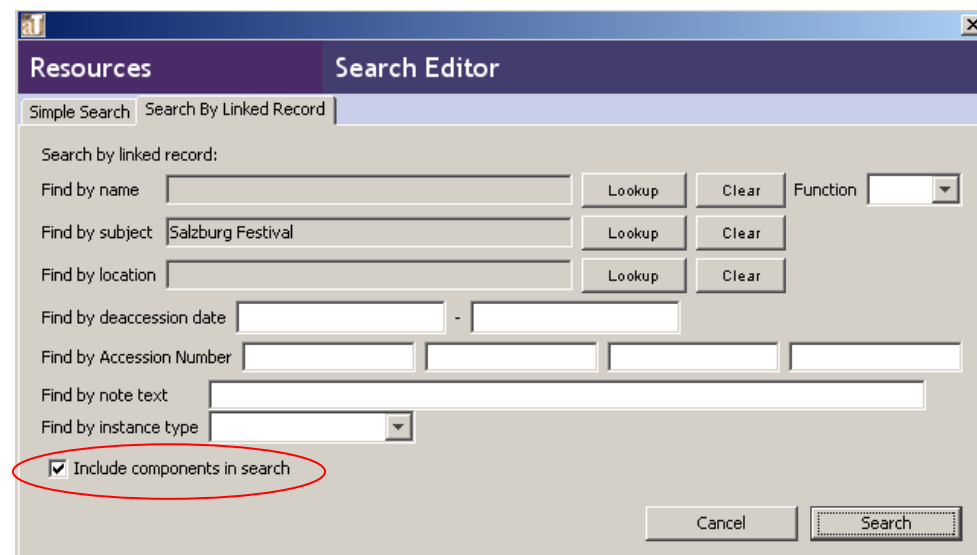 aT
Resources Search Editor
Simple Search Search By Linked Record
Search by linked record:
Find by name Lookup Clear Function
Find by subject Salzburg Festival Lookup Clear
Find by location Lookup Clear
Find by deaccession date -
Find by Accession Number
Find by note text
Find by instance type
Include components in search
Cancel Search